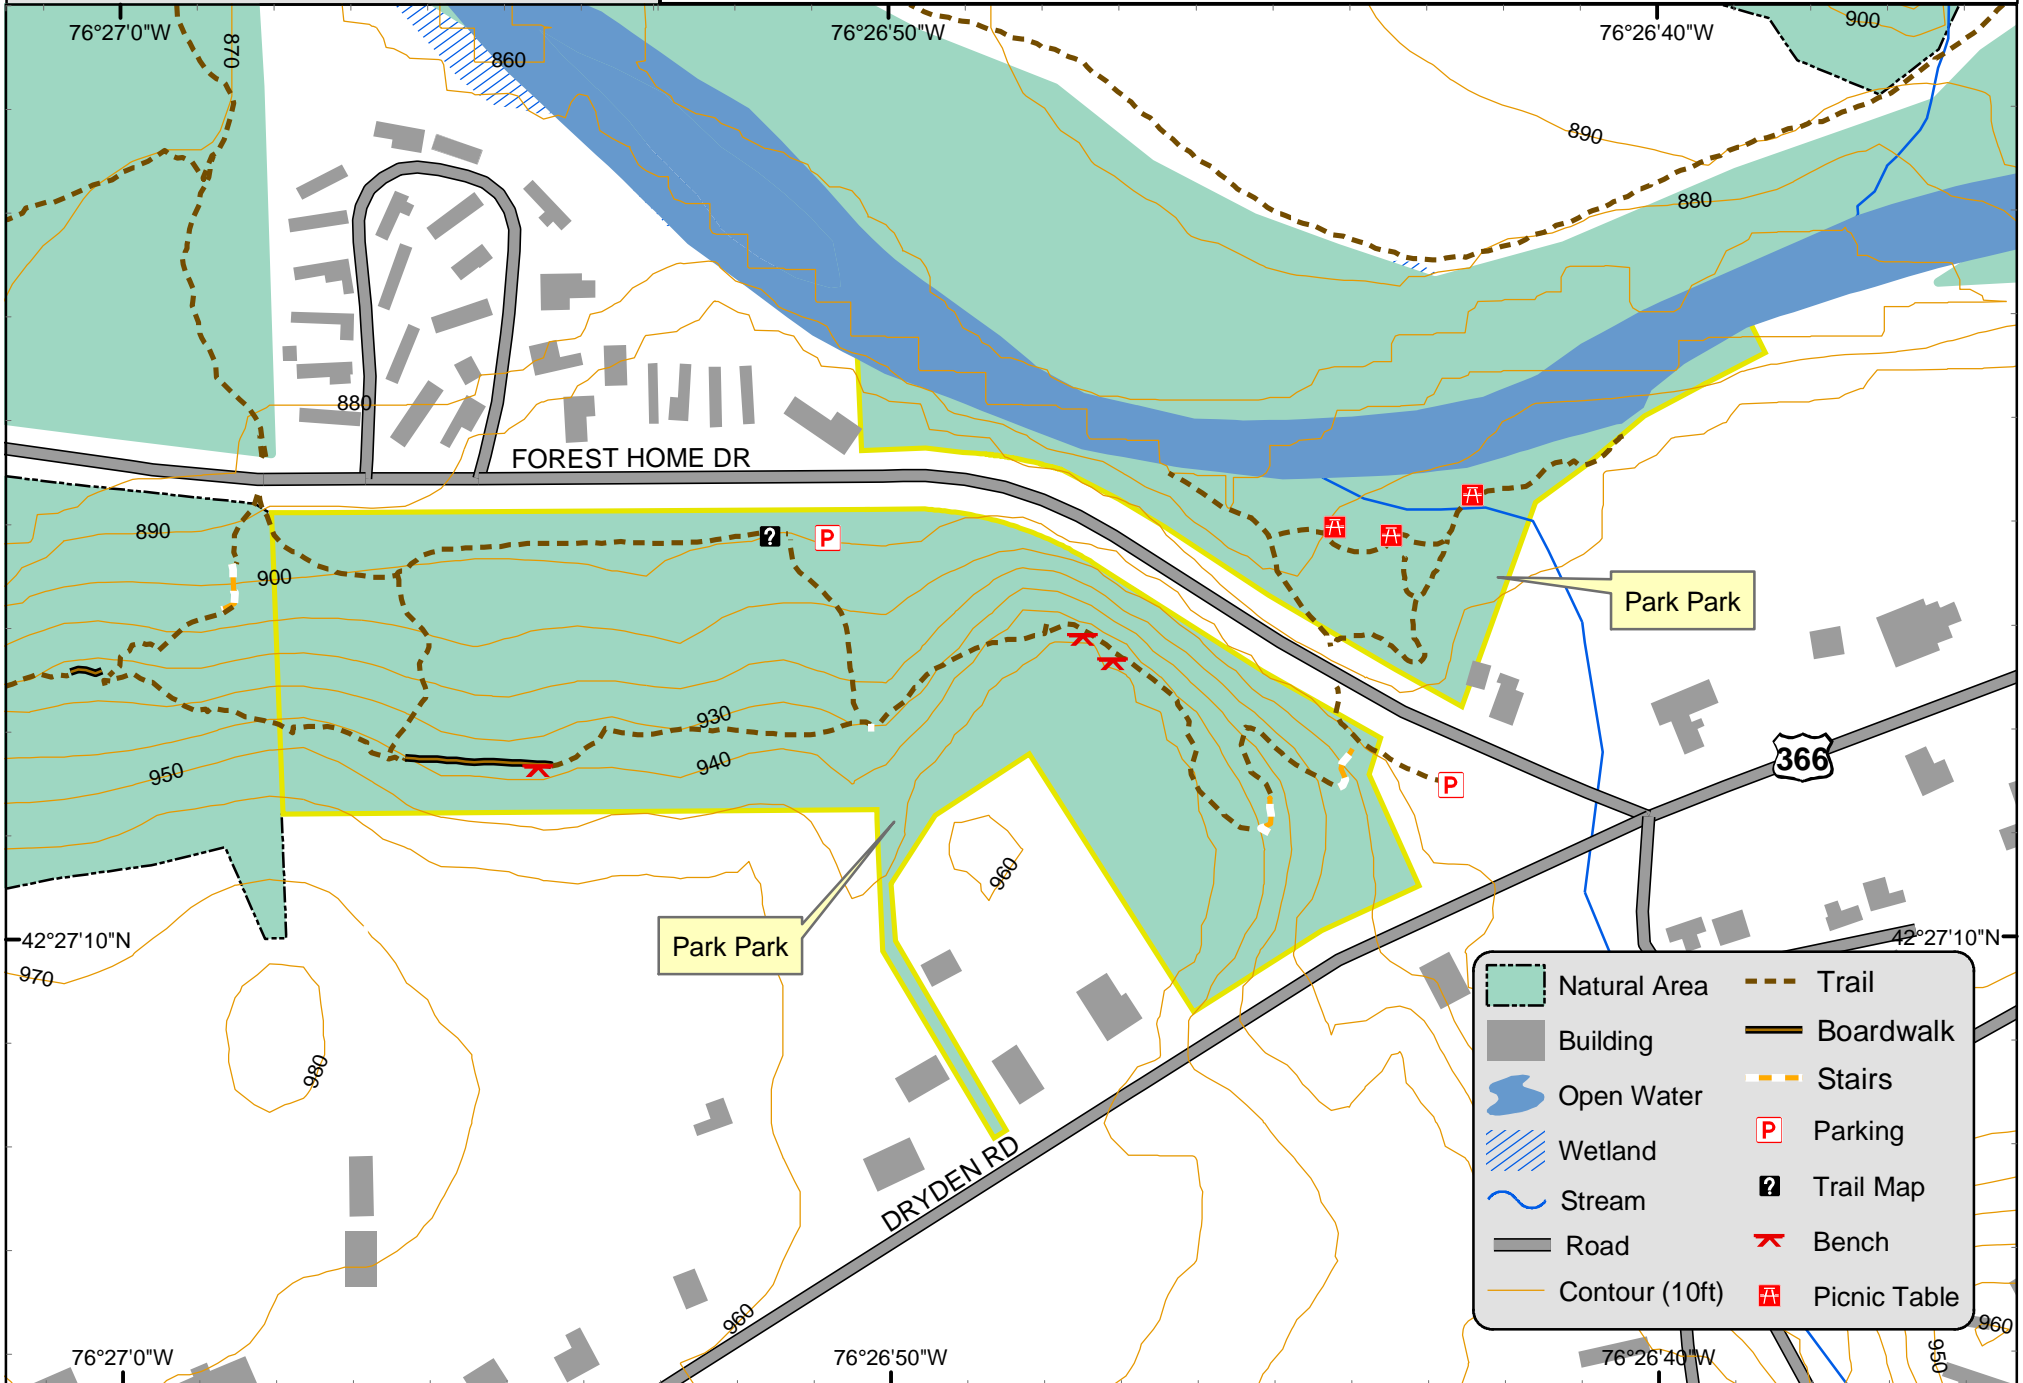 76°27'0"W
76°26'50"W
76°26'40"W
900
870
860
890
880
880
FOREST HOME DR
890
900
Park Park
930
940
950
366
960
Park Park
42°27'10"N
42°27'10"N
970
980
DRYDEN RD
960
Natural Area
Building
Open Water
Wetland
Stream
Road
Contour (10ft)
Trail
Boardwalk
Stairs
P Parking
? Trail Map
Bench
Picnic Table
P
P
?
960
950
76°27'0"W
76°26'50"W
76°26'40"W